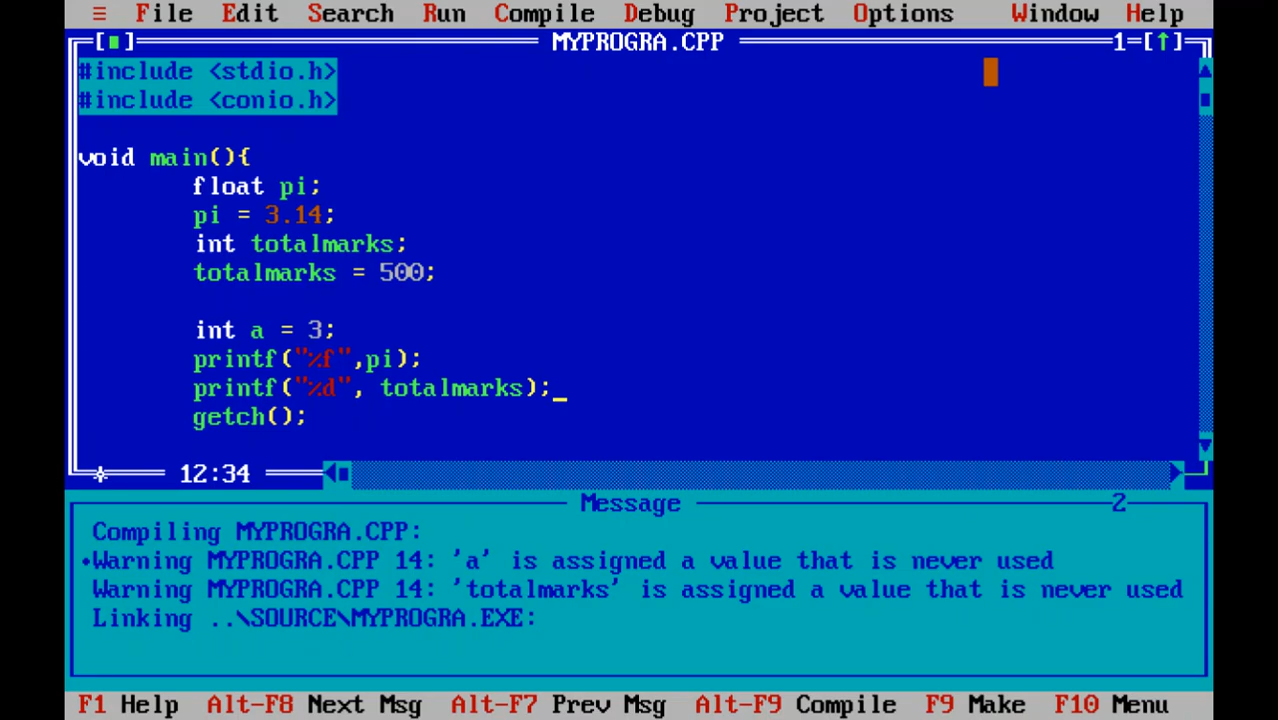 ≡ File Edit Search Run Compile Debug Project Options Window Help
[■] MYPROGRA.CPP 1=[↑]
#include <stdio.h>
#include <conio.h>
void main(){
float pi;
pi = 3.14;
int totalmarks;
totalmarks = 500;
int a = 3;
printf("%f",pi);
printf("%d", totalmarks);_
getch();
12:34
Message 2
Compiling MYPROGRA.CPP:
•Warning MYPROGRA.CPP 14: 'a' is assigned a value that is never used
Warning MYPROGRA.CPP 14: 'totalmarks' is assigned a value that is never used
Linking ..\SOURCE\MYPROGRA.EXE:
F1 Help Alt-F8 Next Msg Alt-F7 Prev Msg Alt-F9 Compile F9 Make F10 Menu